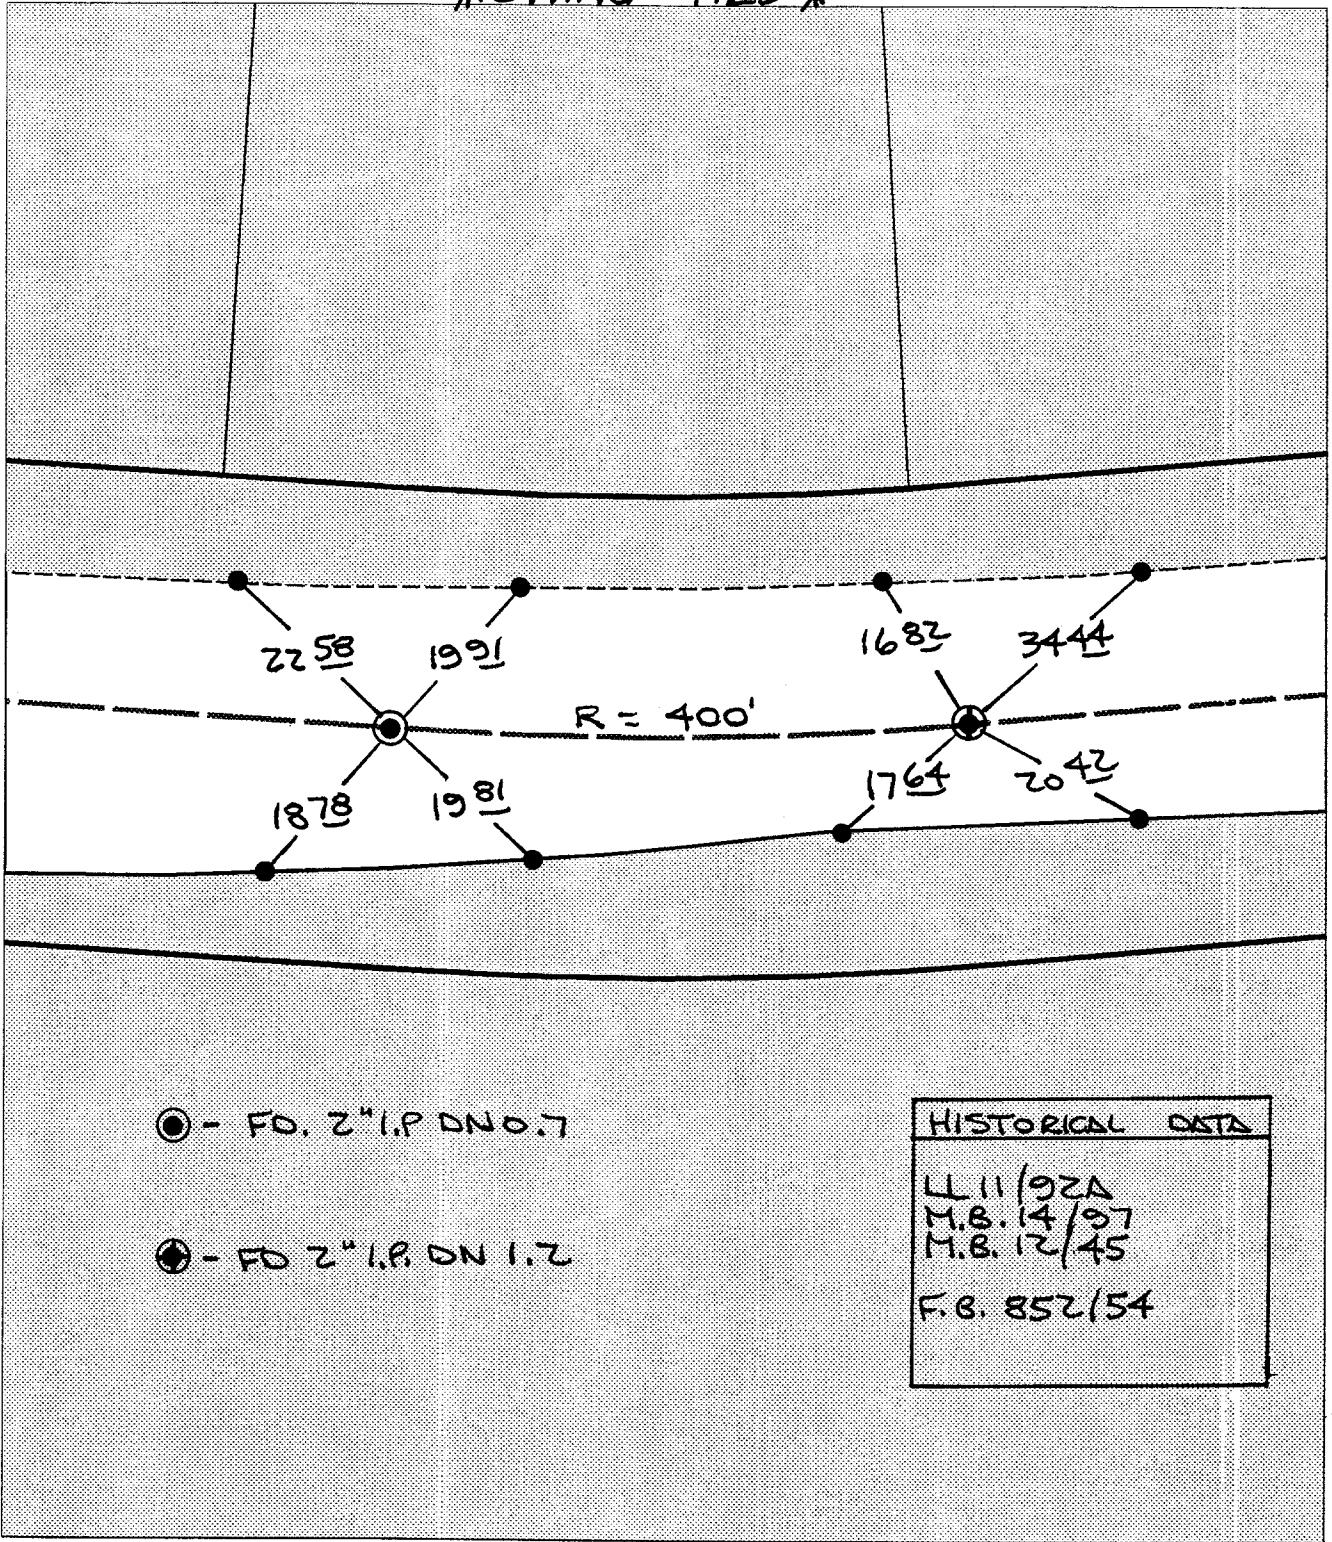 22 58
19 91
16 82
34 44
R = 400'
18 78
19 81
17 64
20 42
- FD. 2" I.P DN 0.7
- FD 2" I.P. DN 1.2
HISTORICAL DATA
LL 11/92A
M.B. 14/97
M.B. 12/45
F.B. 852/54